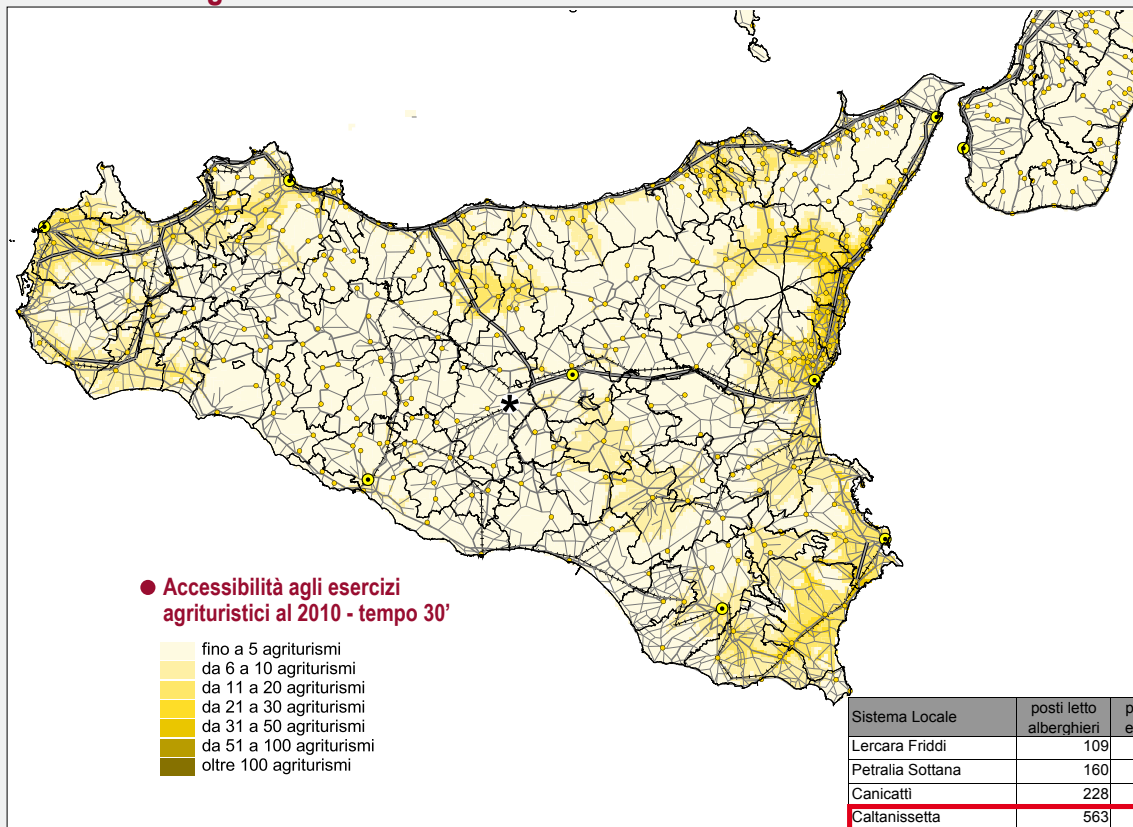 Accessibilità agli esercizi
agrituristici al 2010 - tempo 30'
fino a 5 agriturismi
da 6 a 10 agriturismi
da 11 a 20 agriturismi
da 21 a 30 agriturismi
da 31 a 50 agriturismi
da 51 a 100 agriturismi
oltre 100 agriturismi
Sistema Locale posti letto alberghieri
Lercara Friddi 109
Petralia Sottana 160
Canicattì 228
Caltanissetta 563